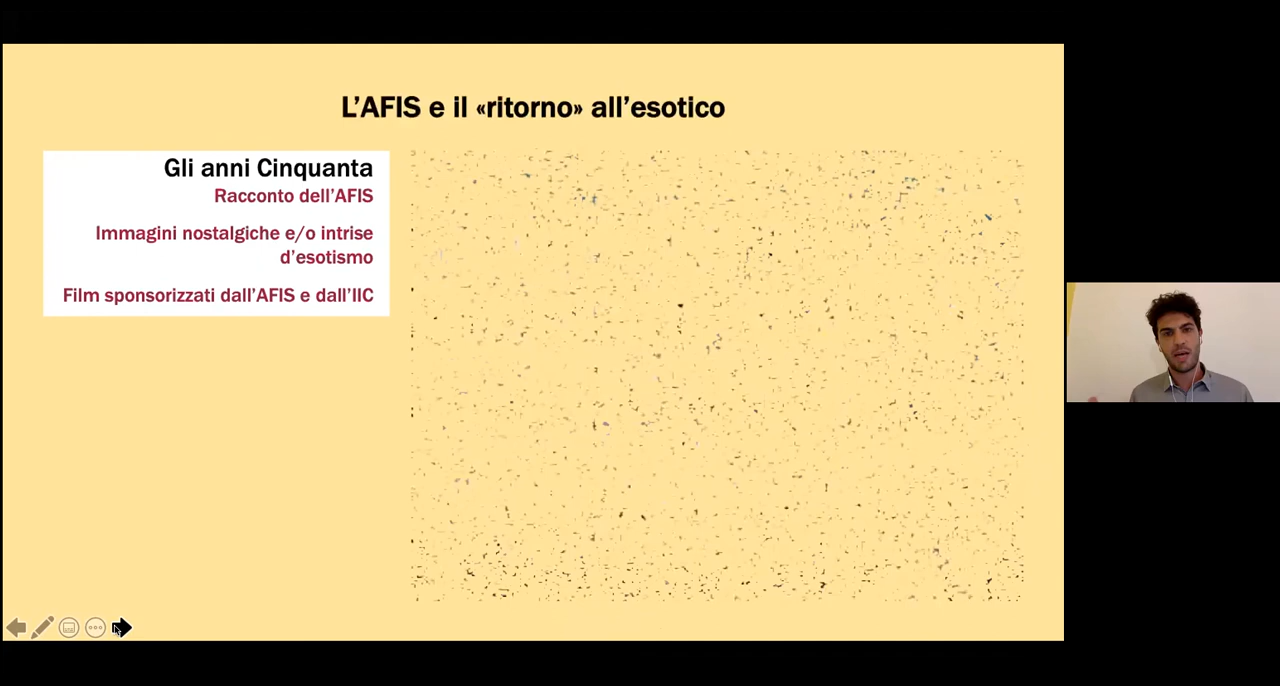 L’AFIS e il «ritorno» all’esotico
Gli anni Cinquanta
Racconto dell’AFIS
Immagini nostalgiche e/o intrise
d’esotismo
Film sponsorizzati dall’AFIS e dall’IIC